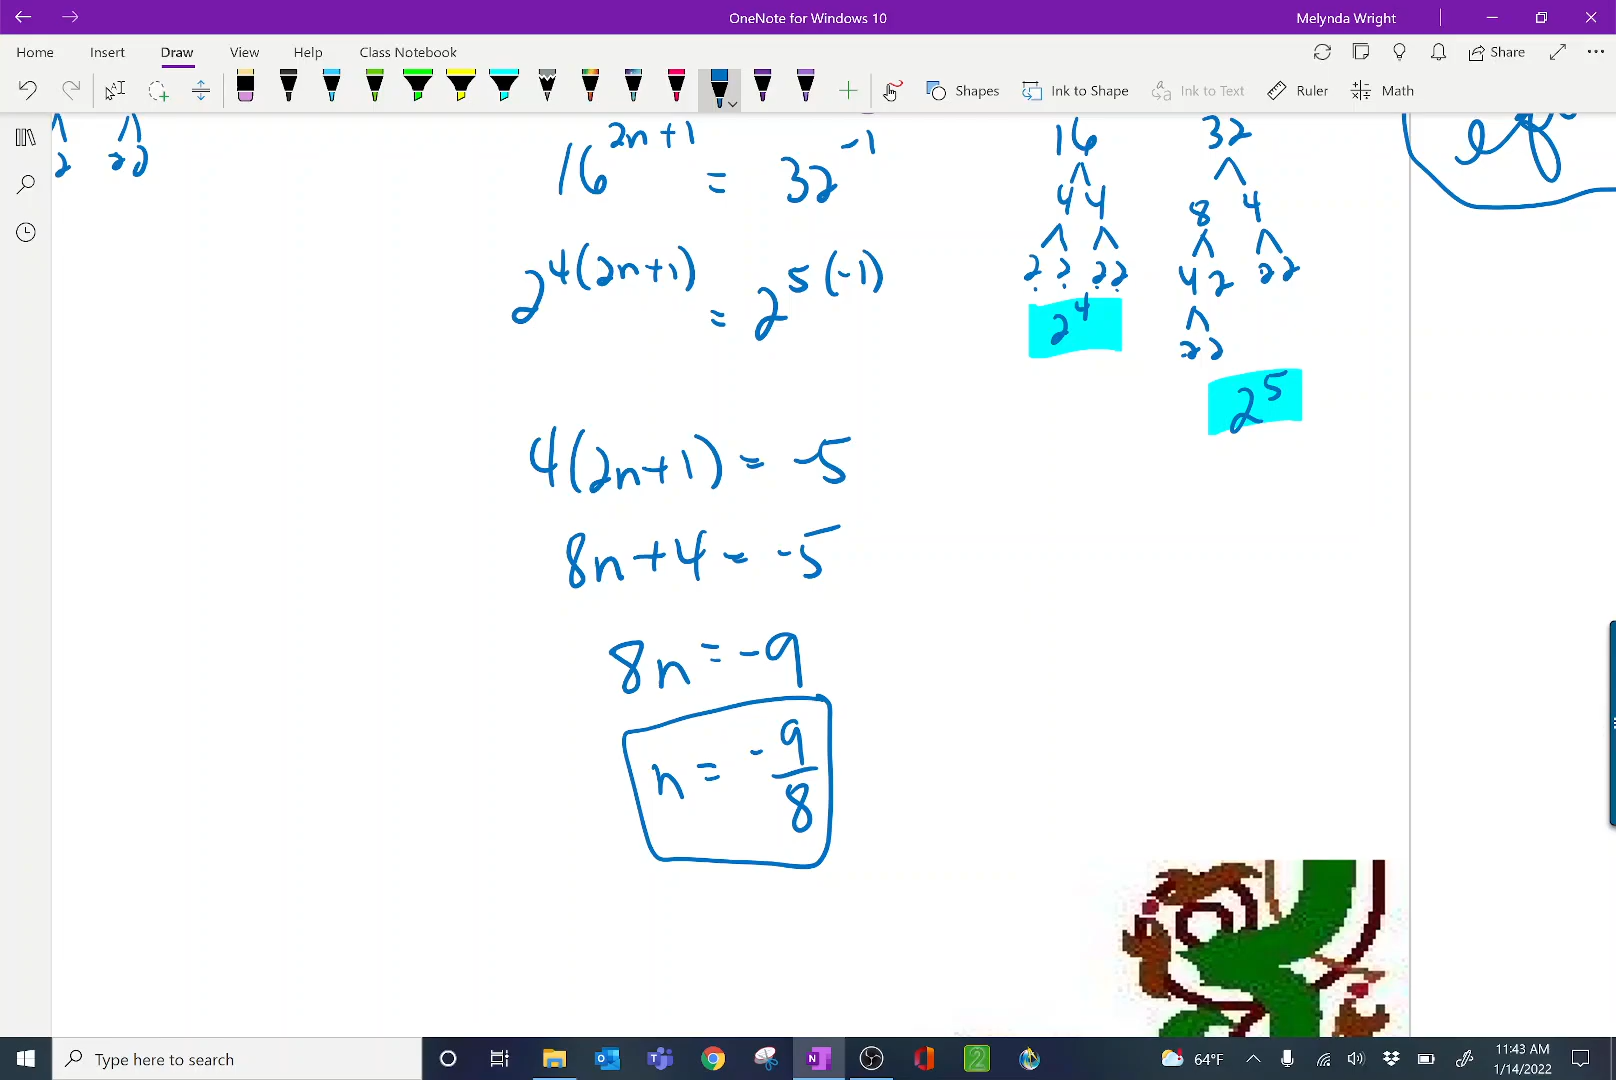 OneNote for Windows 10
Melynda Wright
Home Insert Draw View Help Class Notebook
Share
Shapes Ink to Shape Ink to Text Ruler Math
2 22
16^{2n+1} = 32^{-1}
2^{4(2n+1)} = 2^{5(-1)}
4(2n+1) = -5
8n+4 = -5
8n = -9
n = -9/8
16
4 4
2 2 2 2
2^4
32
8 4
4 2 2 2
2 2
2^5
Type here to search
64°F
11:43 AM
1/14/2022